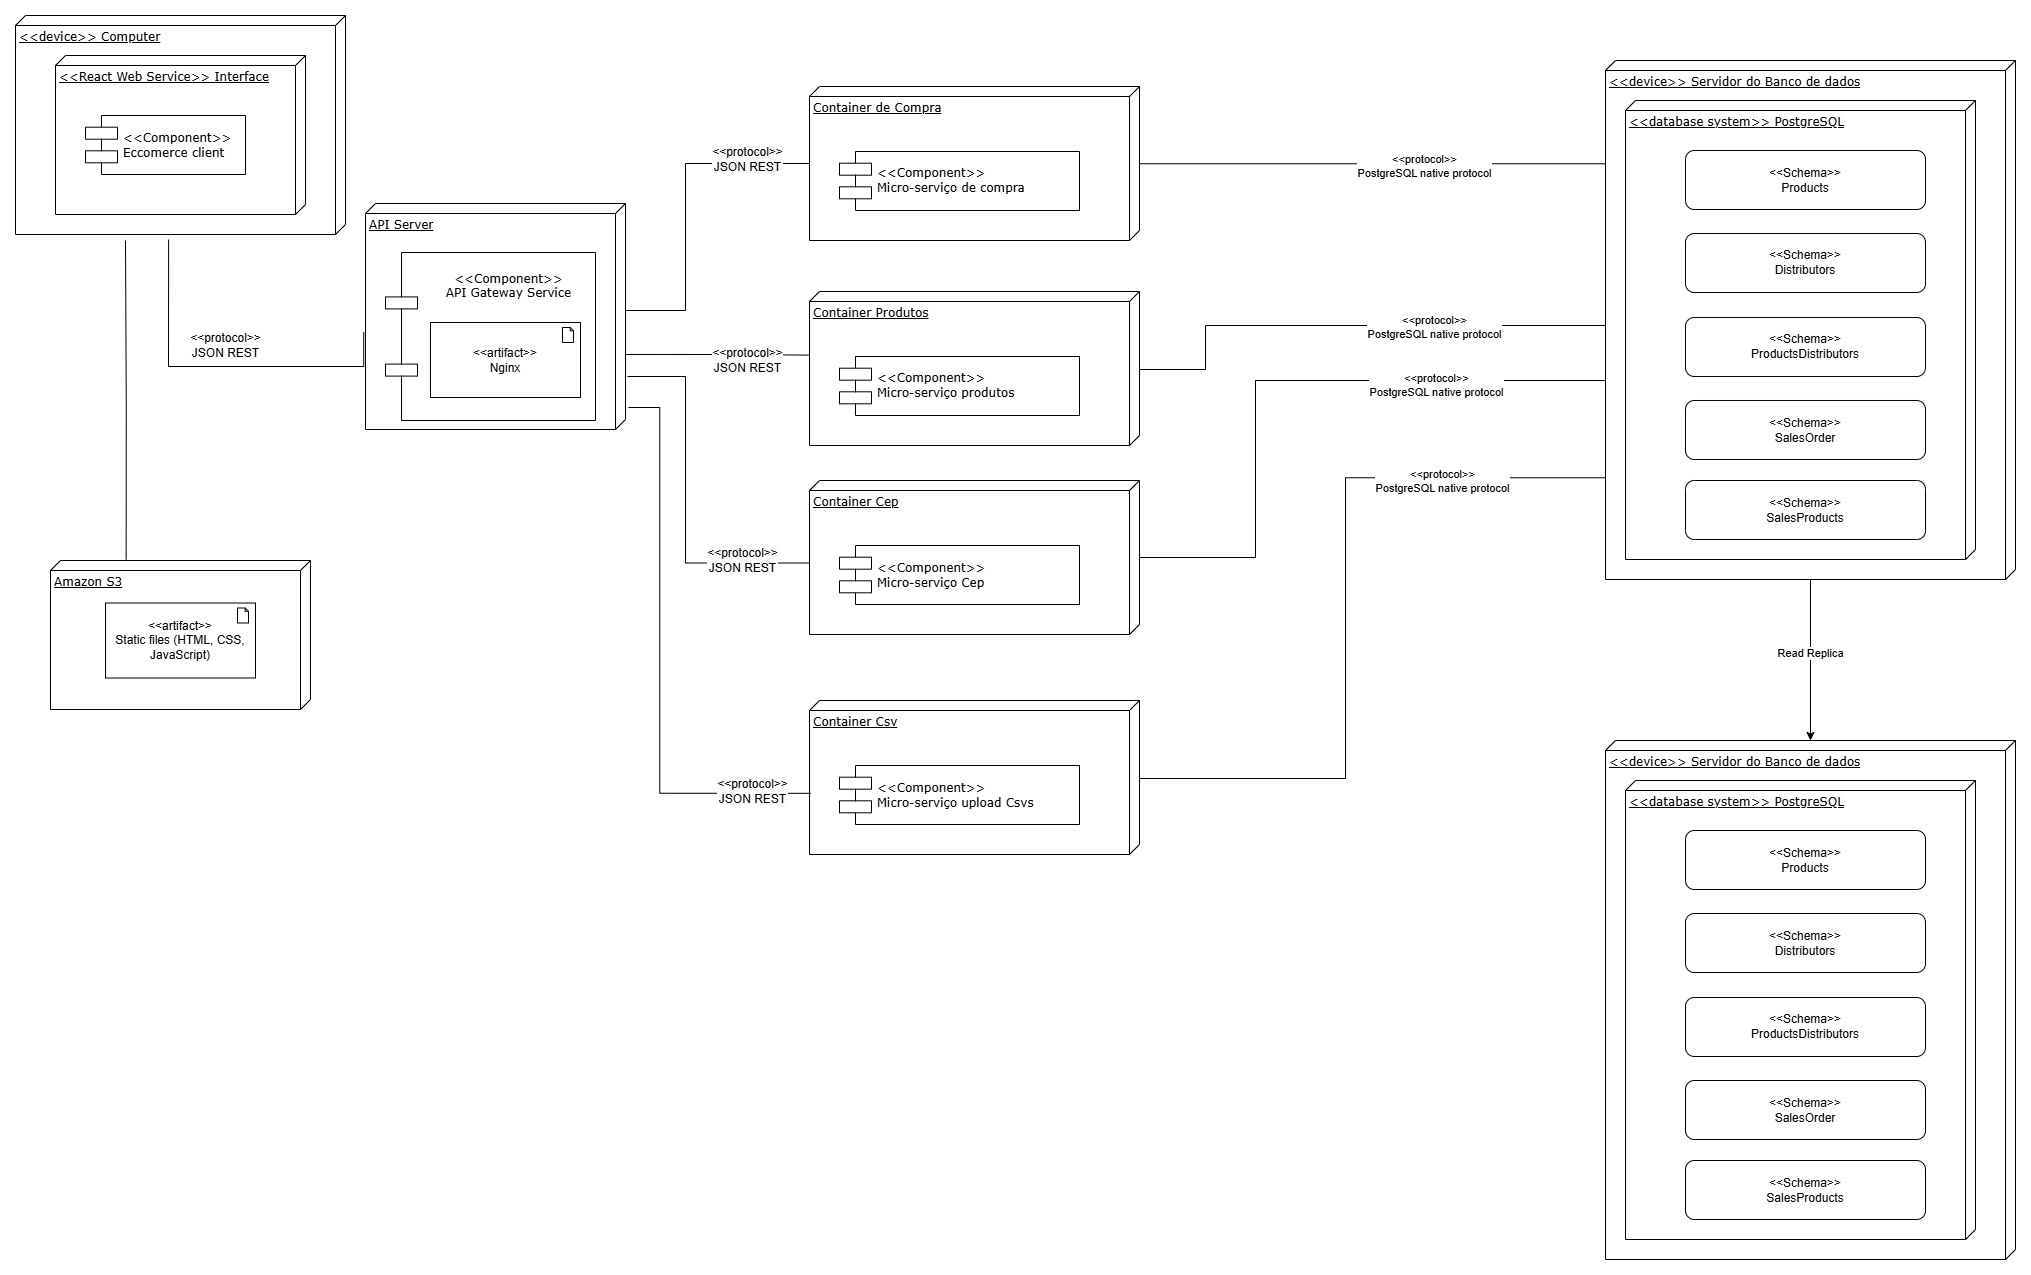 <<device>> Computer
<<React Web Service>> Interface
<<Component>>
Eccomerce client
<<protocol>>
JSON REST
Amazon S3
<<artifact>>
Static files (HTML, CSS,
JavaScript)
API Server
<<Component>>
API Gateway Service
<<artifact>>
Nginx
<<protocol>>
JSON REST
<<protocol>>
JSON REST
<<protocol>>
JSON REST
<<protocol>>
JSON REST
Container de Compra
<<Component>>
Micro-serviço de compra
Container Produtos
<<Component>>
Micro-serviço produtos
Container Cep
<<Component>>
Micro-serviço Cep
Container Csv
<<Component>>
Micro-serviço upload Csvs
<<protocol>>
PostgreSQL native protocol
<<protocol>>
PostgreSQL native protocol
<<protocol>>
PostgreSQL native protocol
<<protocol>>
PostgreSQL native protocol
<<device>> Servidor do Banco de dados
<<database system>> PostgreSQL
<<Schema>>
Products
<<Schema>>
Distributors
<<Schema>>
ProductsDistributors
<<Schema>>
SalesOrder
<<Schema>>
SalesProducts
Read Replica
<<device>> Servidor do Banco de dados
<<database system>> PostgreSQL
<<Schema>>
Products
<<Schema>>
Distributors
<<Schema>>
ProductsDistributors
<<Schema>>
SalesOrder
<<Schema>>
SalesProducts